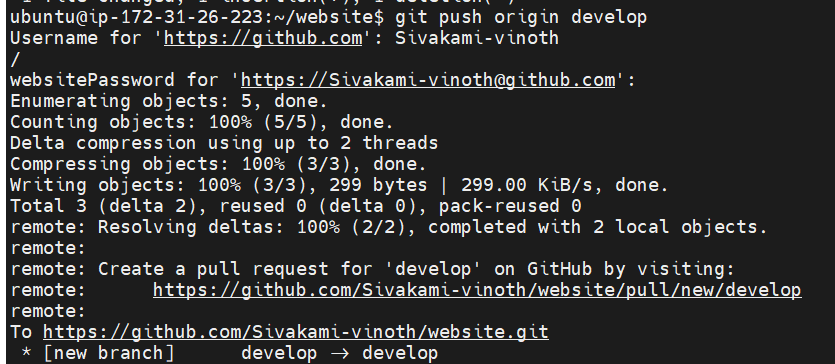 ubuntu@ip-172-31-26-223:~/website$ git push origin develop
Username for 'https://github.com': Sivakami-vinoth
/
websitePassword for 'https://Sivakami-vinoth@github.com':
Enumerating objects: 5, done.
Counting objects: 100% (5/5), done.
Delta compression using up to 2 threads
Compressing objects: 100% (3/3), done.
Writing objects: 100% (3/3), 299 bytes | 299.00 KiB/s, done.
Total 3 (delta 2), reused 0 (delta 0), pack-reused 0
remote: Resolving deltas: 100% (2/2), completed with 2 local objects.
remote:
remote: Create a pull request for 'develop' on GitHub by visiting:
remote:      https://github.com/Sivakami-vinoth/website/pull/new/develop
remote:
To https://github.com/Sivakami-vinoth/website.git
 * [new branch]      develop -> develop